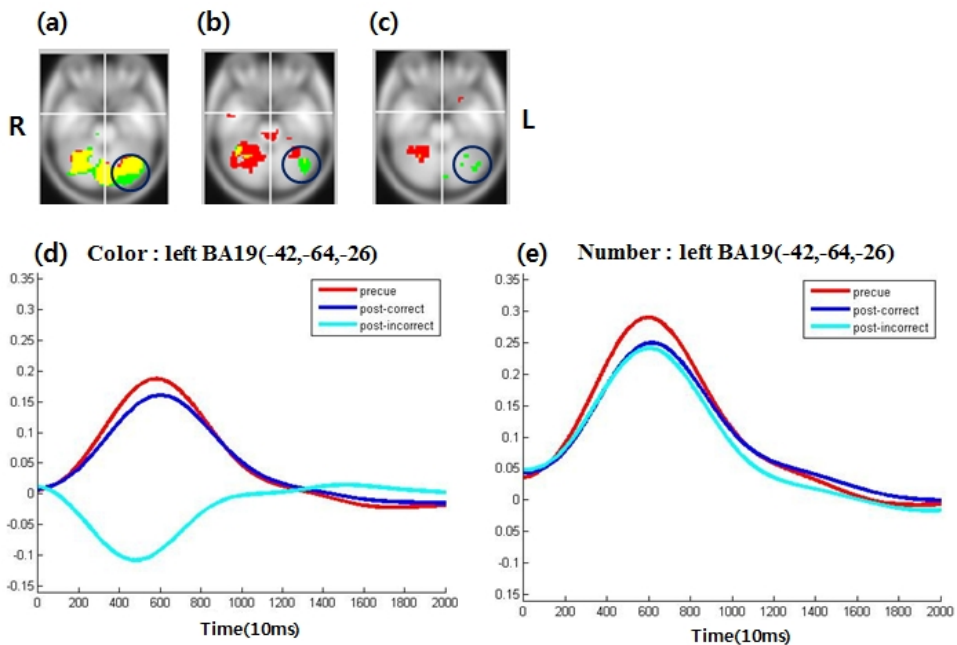 (a) (b) (c)
R L
(d) Color : left BA19(-42,-64,-26)
0.35
0.3
0.25
0.2
0.15
0.1
0.05
0
-0.05
-0.1
-0.15
precue
post-correct
post-incorrect
0 200 400 600 800 1000 1200 1400 1600 1800 2000
Time(10ms)
(e) Number : left BA19(-42,-64,-26)
0.35
0.3
0.25
0.2
0.15
0.1
0.05
0
0.05
0.1
0.15
precue
post-correct
post-incorrect
0 200 400 600 800 1000 1200 1400 1600 1800 2000
Time(10ms)